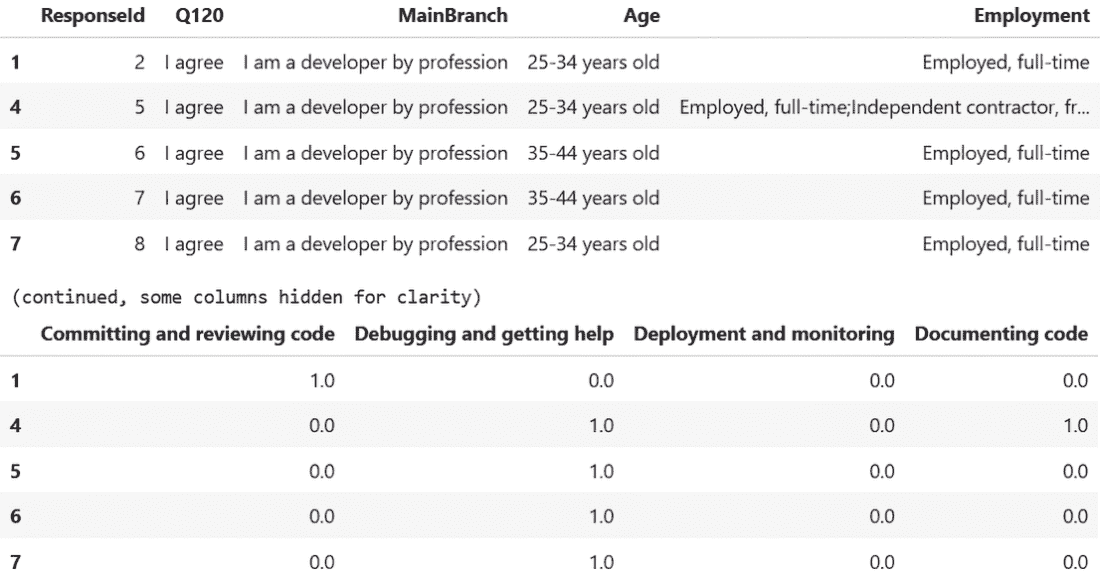 ResponseId Q120 MainBranch Age Employment
1 2 I agree I am a developer by profession 25-34 years old Employed, full-time
4 5 I agree I am a developer by profession 25-34 years old Employed, full-time;Independent contractor, fr...
5 6 I agree I am a developer by profession 35-44 years old Employed, full-time
6 7 I agree I am a developer by profession 35-44 years old Employed, full-time
7 8 I agree I am a developer by profession 25-34 years old Employed, full-time
(continued, some columns hidden for clarity)
Committing and reviewing code Debugging and getting help Deployment and monitoring Documenting code
1 1.0 0.0 0.0 0.0
4 0.0 1.0 0.0 1.0
5 0.0 1.0 0.0 0.0
6 0.0 1.0 0.0 0.0
7 0.0 1.0 0.0 0.0